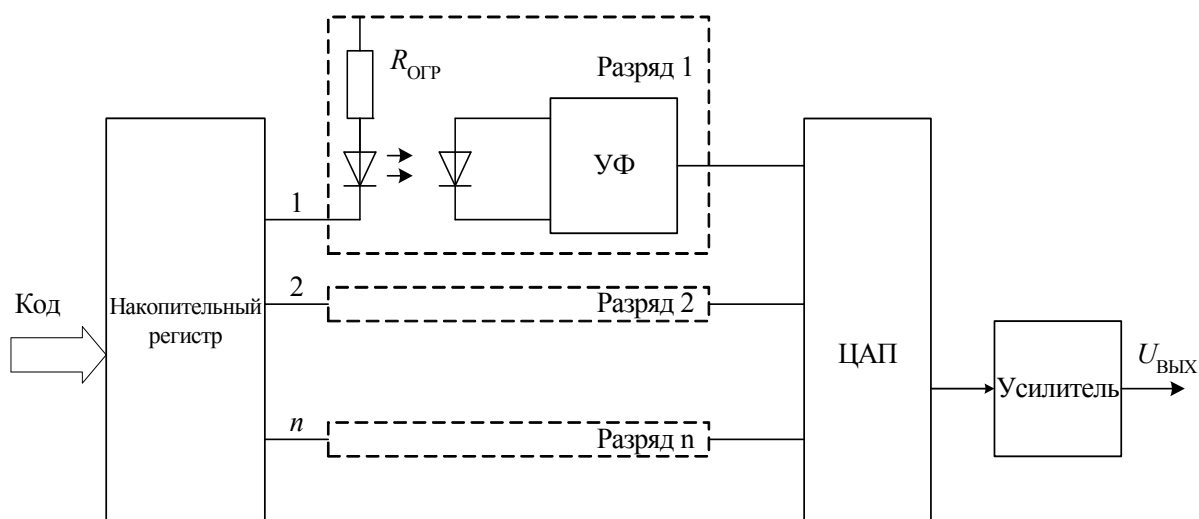 R_ОГР
Разряд 1
УФ
1
Код
Накопительный
регистр
2
Разряд 2
ЦАП
Усилитель
U_ВЫХ
n
Разряд n